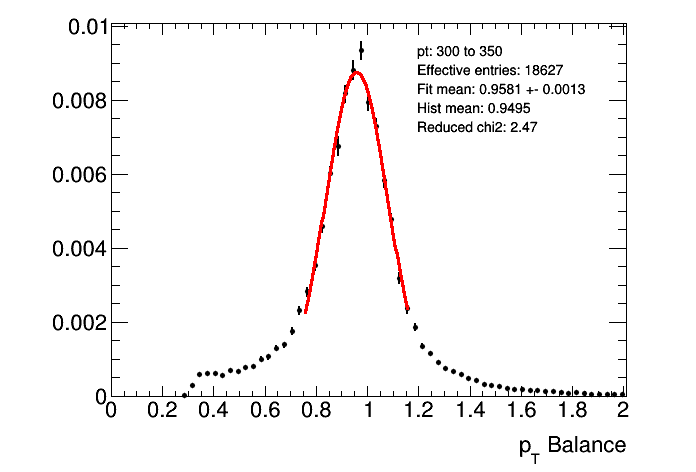 0.01
0.008
0.006
0.004
0.002
0
pt: 300 to 350
Effective entries: 18627
Fit mean: 0.9581 +- 0.0013
Hist mean: 0.9495
Reduced chi2: 2.47
0 0.2 0.4 0.6 0.8 1 1.2 1.4 1.6 1.8 2
pT Balance